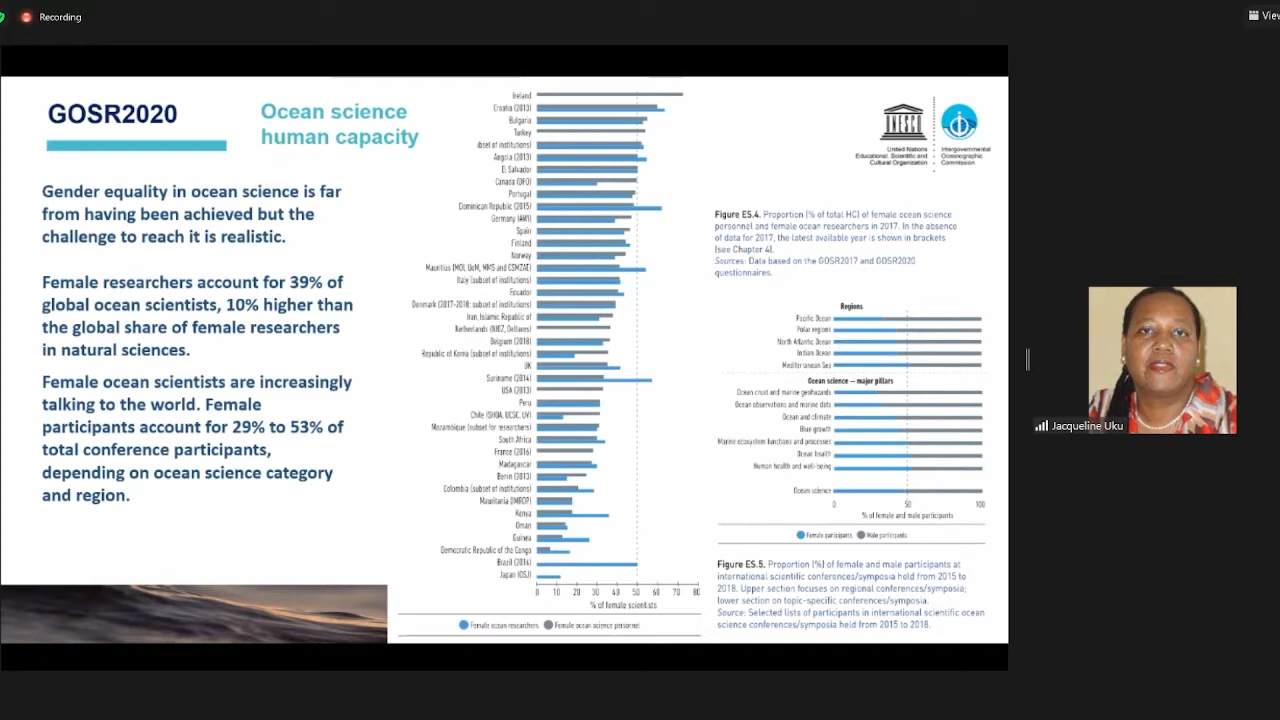 Recording
View
GOSR2020
Ocean science
human capacity
Gender equality in ocean science is far
from having been achieved but the
challenge to reach it is realistic.
Female researchers account for 39% of
global ocean scientists, 10% higher than
the global share of female researchers
in natural sciences.
Female ocean scientists are increasingly
talking to the world. Female
participants account for 29% to 53% of
total conference participants,
depending on ocean science category
and region.
Ireland
Croatia (2013)
Bulgaria
Turkey
ibset of institutions)
Angola (2013)
El Salvador
Canada (DFO)
Portugal
Dominican Republic (2015)
Germany (AWI)
Spain
Finland
Norway
Mauritius (MOI, UoM, MMS and CSMZAE)
Italy (subset of institutions)
Ecuador
Denmark (2017-2018; subset of institutions)
Iran, Islamic Republic of
Netherlands (NIOZ, Deltares)
Belgium (2018)
Republic of Korea (subset of institutions)
UK
Suriname (2014)
USA (2013)
Peru
Chile (SHOA, UCSC, UV)
Mozambique (subset for researchers)
South Africa
France (2016)
Madagascar
Benin (2013)
Colombia (subset of institutions)
Mauritania (IMROP)
Kenya
Oman
Guinea
Democratic Republic of the Congo
Brazil (2014)
Japan (OSJ)
0 10 20 30 40 50 60 70 80
% of female scientists
Female ocean researchers Female ocean science personnel
UNESCO
United Nations
Educational, Scientific and
Cultural Organization
Intergovernmental
Oceanographic
Commission
Figure ES.4. Proportion (% of total HC) of female ocean science
personnel and female ocean researchers in 2017. In the absence
of data for 2017, the latest available year is shown in brackets
(see Chapter 4).
Sources: Data based on the GOSR2017 and GOSR2020
questionnaires.
Regions
Pacific Ocean
Polar regions
North Atlantic Ocean
Indian Ocean
Mediterranean Sea
Ocean science – major pillars
Ocean crust and marine geohazards
Ocean observations and marine data
Ocean and climate
Blue growth
Marine ecosystem functions and processes
Ocean health
Human health and well-being
Ocean science
0 50 100
% of female and male participants
Female participants Male participants
Figure ES.5. Proportion (%) of female and male participants at
international scientific conferences/symposia held from 2015 to
2018. Upper section focuses on regional conferences/symposia;
lower section on topic-specific conferences/symposia.
Source: Selected lists of participants in international scientific ocean
science conferences/symposia held from 2015 to 2018.
Jacqueline Uku